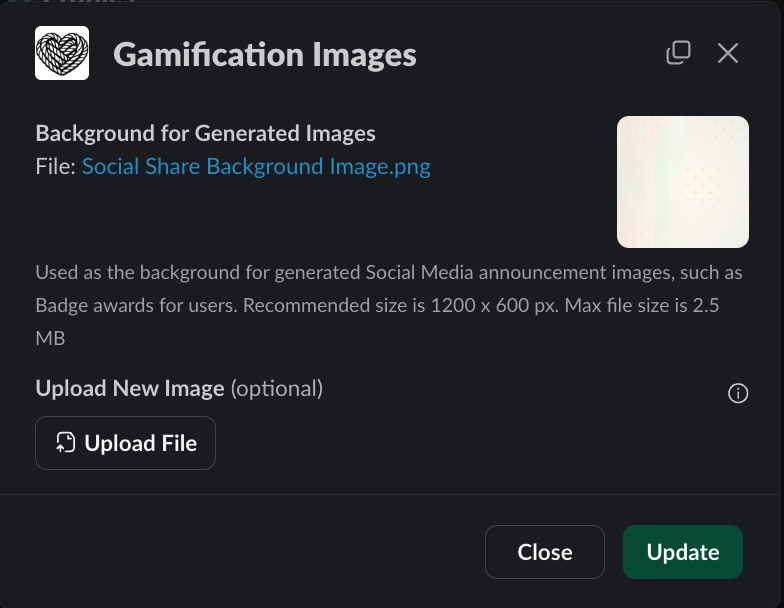 Gamification Images
Background for Generated Images
File: Social Share Background Image.png
Used as the background for generated Social Media announcement images, such as
Badge awards for users. Recommended size is 1200 x 600 px. Max file size is 2.5
MB
Upload New Image (optional)
Upload File
Close
Update